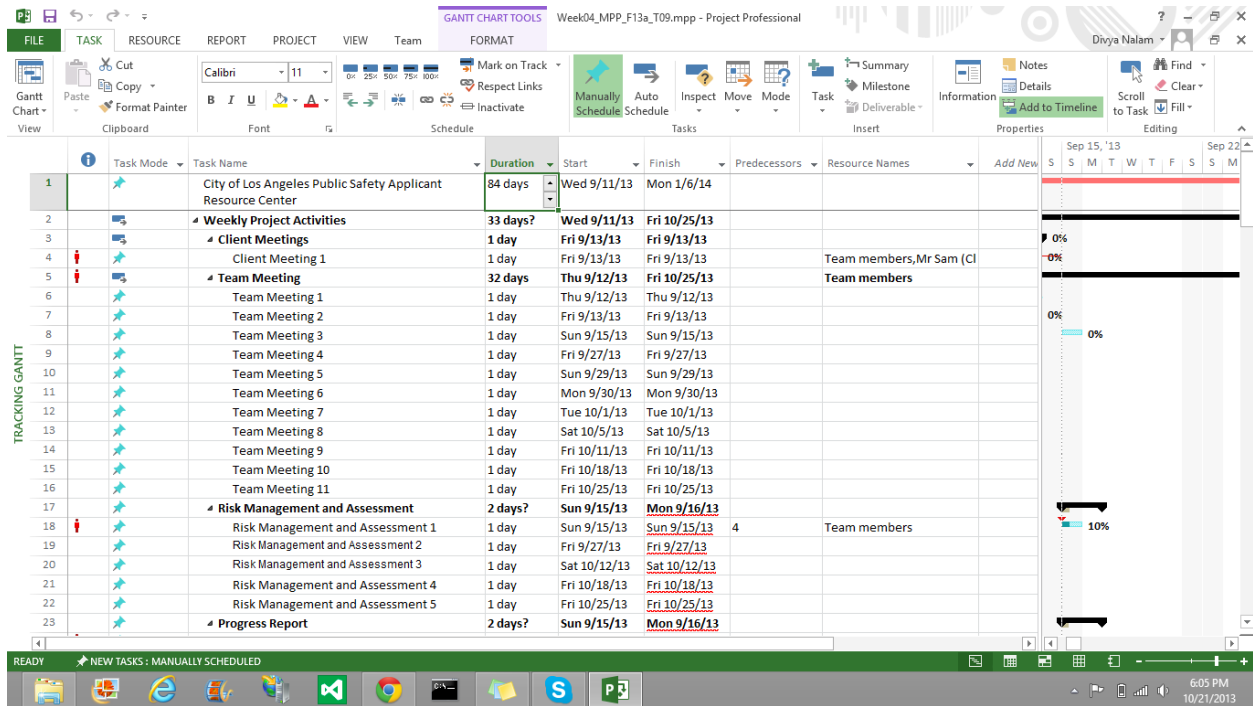 GANTT CHART TOOLS Week04_MPP_F13a_T09.mpp - Project Professional
FILE TASK RESOURCE REPORT PROJECT VIEW Team FORMAT Divya Nalam
Gantt Chart
View
Paste
Cut
Copy
Format Painter
Clipboard
Calibri 11
B I U A
Font
0% 25% 50% 75% 100%
Mark on Track
Respect Links
Inactivate
Schedule
Manually Schedule
Auto Schedule
Inspect Move Mode
Tasks
Task
Summary
Milestone
Deliverable
Insert
Information
Notes
Details
Add to Timeline
Properties
Scroll to Task
Find
Clear
Fill
Editing
Task Mode Task Name Duration Start Finish Predecessors Resource Names Add New
Sep 15, '13 Sep 22
S S M T W T F S S M
1 City of Los Angeles Public Safety Applicant Resource Center 84 days Wed 9/11/13 Mon 1/6/14
2 Weekly Project Activities 33 days? Wed 9/11/13 Fri 10/25/13
3 Client Meetings 1 day Fri 9/13/13 Fri 9/13/13 0%
4 Client Meeting 1 1 day Fri 9/13/13 Fri 9/13/13 Team members,Mr Sam (Cl 0%
5 Team Meeting 32 days Thu 9/12/13 Fri 10/25/13 Team members
6 Team Meeting 1 1 day Thu 9/12/13 Thu 9/12/13
7 Team Meeting 2 1 day Fri 9/13/13 Fri 9/13/13 0%
8 Team Meeting 3 1 day Sun 9/15/13 Sun 9/15/13 0%
9 Team Meeting 4 1 day Fri 9/27/13 Fri 9/27/13
10 Team Meeting 5 1 day Sun 9/29/13 Sun 9/29/13
11 Team Meeting 6 1 day Mon 9/30/13 Mon 9/30/13
12 Team Meeting 7 1 day Tue 10/1/13 Tue 10/1/13
13 Team Meeting 8 1 day Sat 10/5/13 Sat 10/5/13
14 Team Meeting 9 1 day Fri 10/11/13 Fri 10/11/13
15 Team Meeting 10 1 day Fri 10/18/13 Fri 10/18/13
16 Team Meeting 11 1 day Fri 10/25/13 Fri 10/25/13
17 Risk Management and Assessment 2 days? Sun 9/15/13 Mon 9/16/13
18 Risk Management and Assessment 1 1 day Sun 9/15/13 Sun 9/15/13 4 Team members 10%
19 Risk Management and Assessment 2 1 day Fri 9/27/13 Fri 9/27/13
20 Risk Management and Assessment 3 1 day Sat 10/12/13 Sat 10/12/13
21 Risk Management and Assessment 4 1 day Fri 10/18/13 Fri 10/18/13
22 Risk Management and Assessment 5 1 day Fri 10/25/13 Fri 10/25/13
23 Progress Report 2 days? Sun 9/15/13 Mon 9/16/13
TRACKING GANTT
READY NEW TASKS : MANUALLY SCHEDULED
6:05 PM
10/21/2013